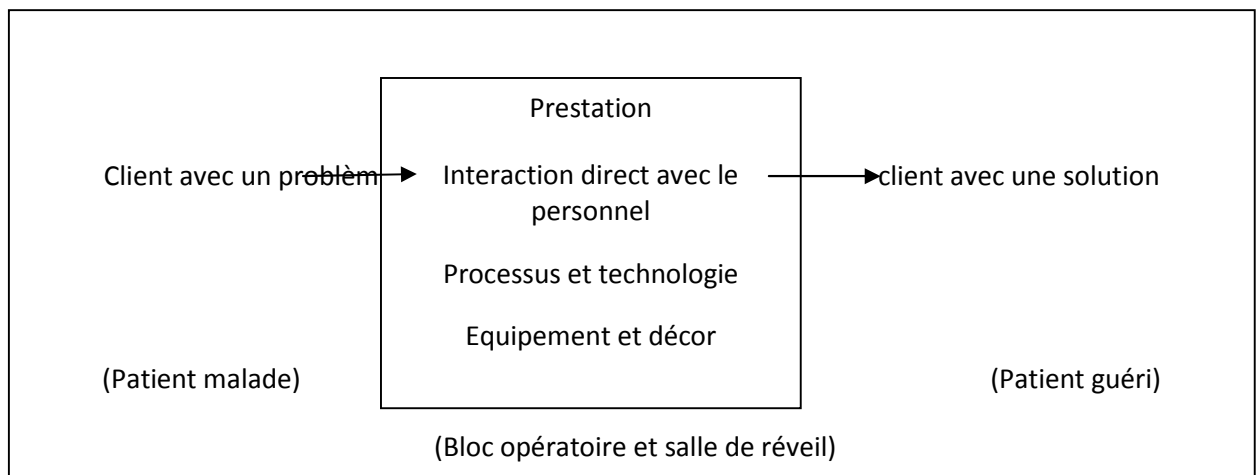 Prestation
Client avec un problèm
Interaction direct avec le
personnel
client avec une solution
Processus et technologie
Equipement et décor
(Patient malade)
(Patient guéri)
(Bloc opératoire et salle de réveil)